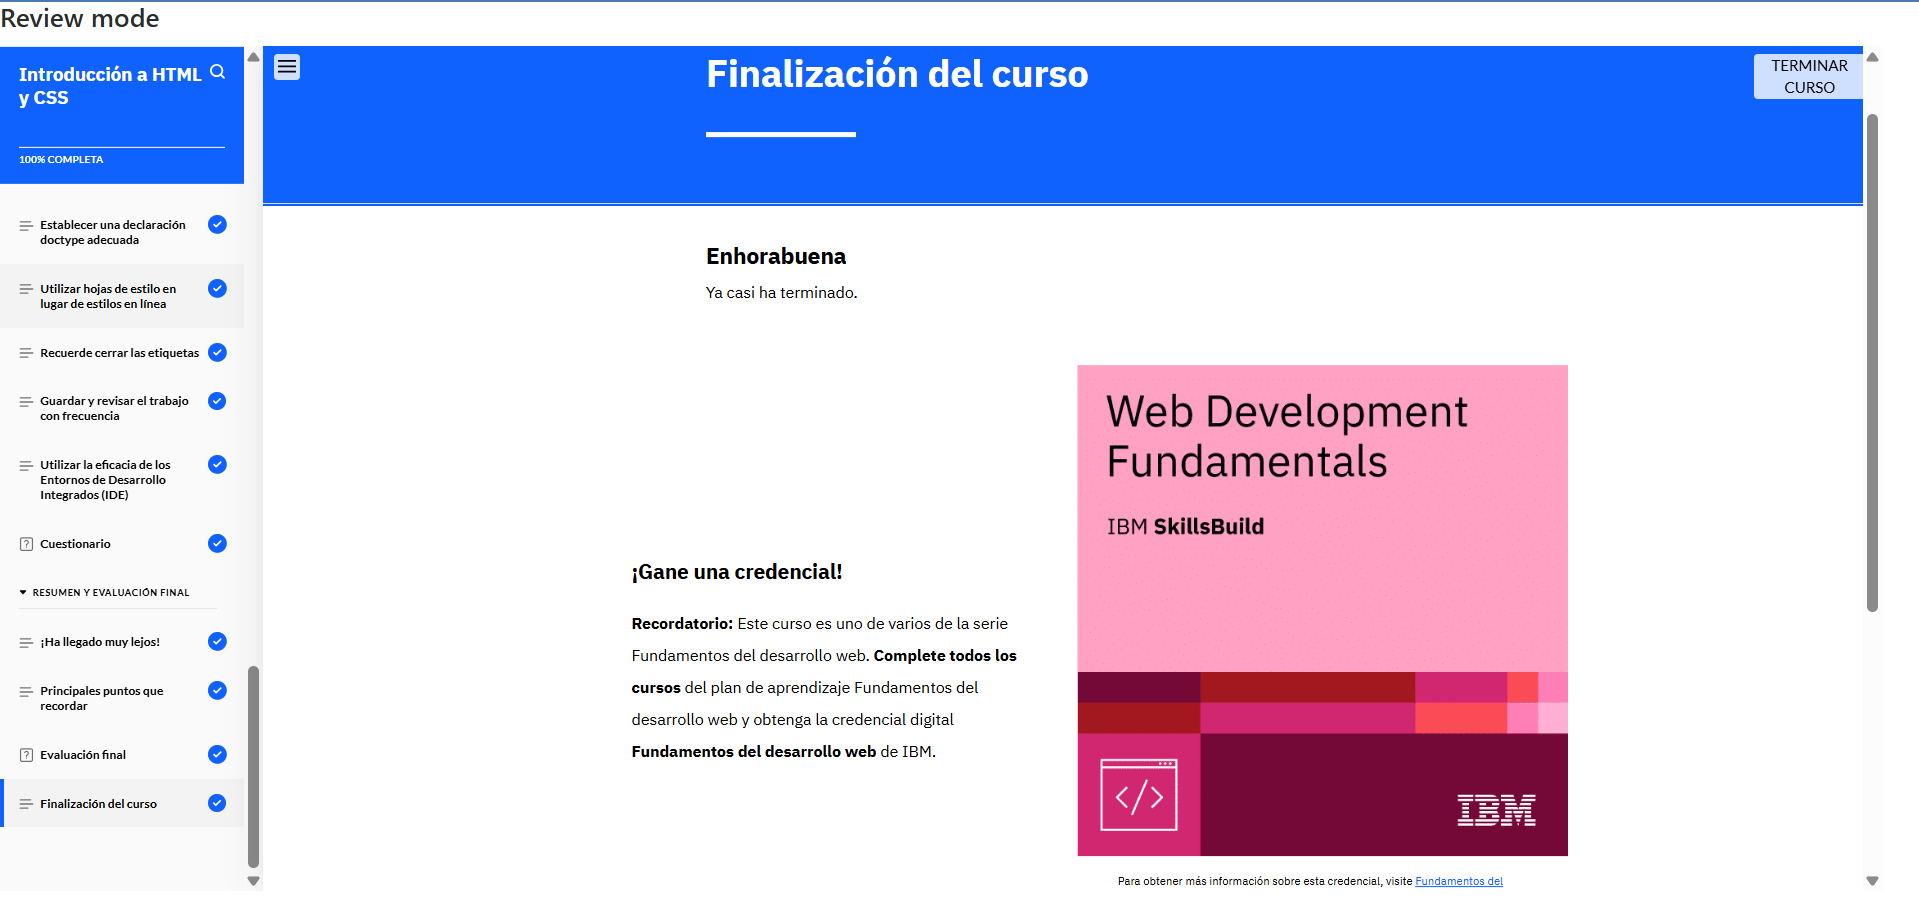 Review mode
Introducción a HTML
y CSS
100% COMPLETA
Establecer una declaración
doctype adecuada
Utilizar hojas de estilo en
lugar de estilos en línea
Recuerde cerrar las etiquetas
Guardar y revisar el trabajo
con frecuencia
Utilizar la eficacia de los
Entornos de Desarrollo
Integrados (IDE)
Cuestionario
RESUMEN Y EVALUACIÓN FINAL
¡Ha llegado muy lejos!
Principales puntos que
recordar
Evaluación final
Finalización del curso
Finalización del curso
TERMINAR
CURSO
Enhorabuena
Ya casi ha terminado.
¡Gane una credencial!
Recordatorio: Este curso es uno de varios de la serie
Fundamentos del desarrollo web. Complete todos los
cursos del plan de aprendizaje Fundamentos del
desarrollo web y obtenga la credencial digital
Fundamentos del desarrollo web de IBM.
Web Development
Fundamentals
IBM SkillsBuild
</>
IBM
Para obtener más información sobre esta credencial, visite Fundamentos del